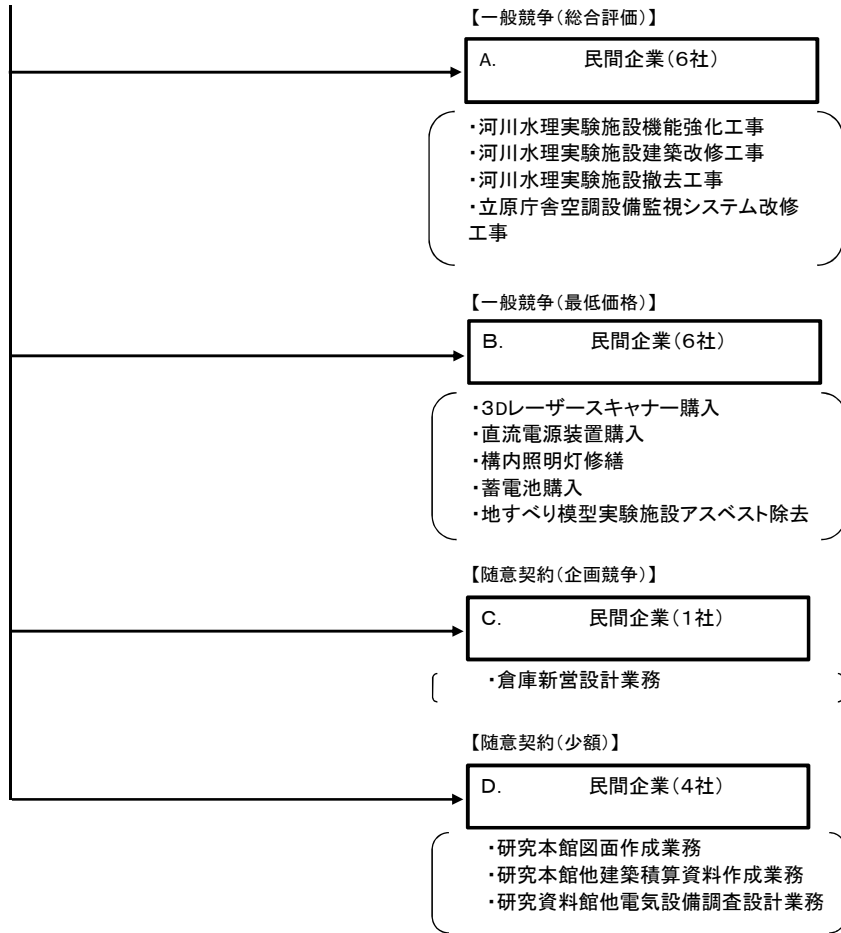 【一般競争(総合評価)】
A. 民間企業(6社)
・河川水理実験施設機能強化工事
・河川水理実験施設建築改修工事
・河川水理実験施設撤去工事
・立原庁舎空調設備監視システム改修
工事
【一般競争(最低価格)】
B. 民間企業(6社)
・3Dレーザースキャナー購入
・直流電源装置購入
・構内照明灯修繕
・蓄電池購入
・地すべり模型実験施設アスベスト除去
【随意契約(企画競争)】
C. 民間企業(1社)
・倉庫新営設計業務
【随意契約(少額)】
D. 民間企業(4社)
・研究本館図面作成業務
・研究本館他建築積算資料作成業務
・研究資料館他電気設備調査設計業務